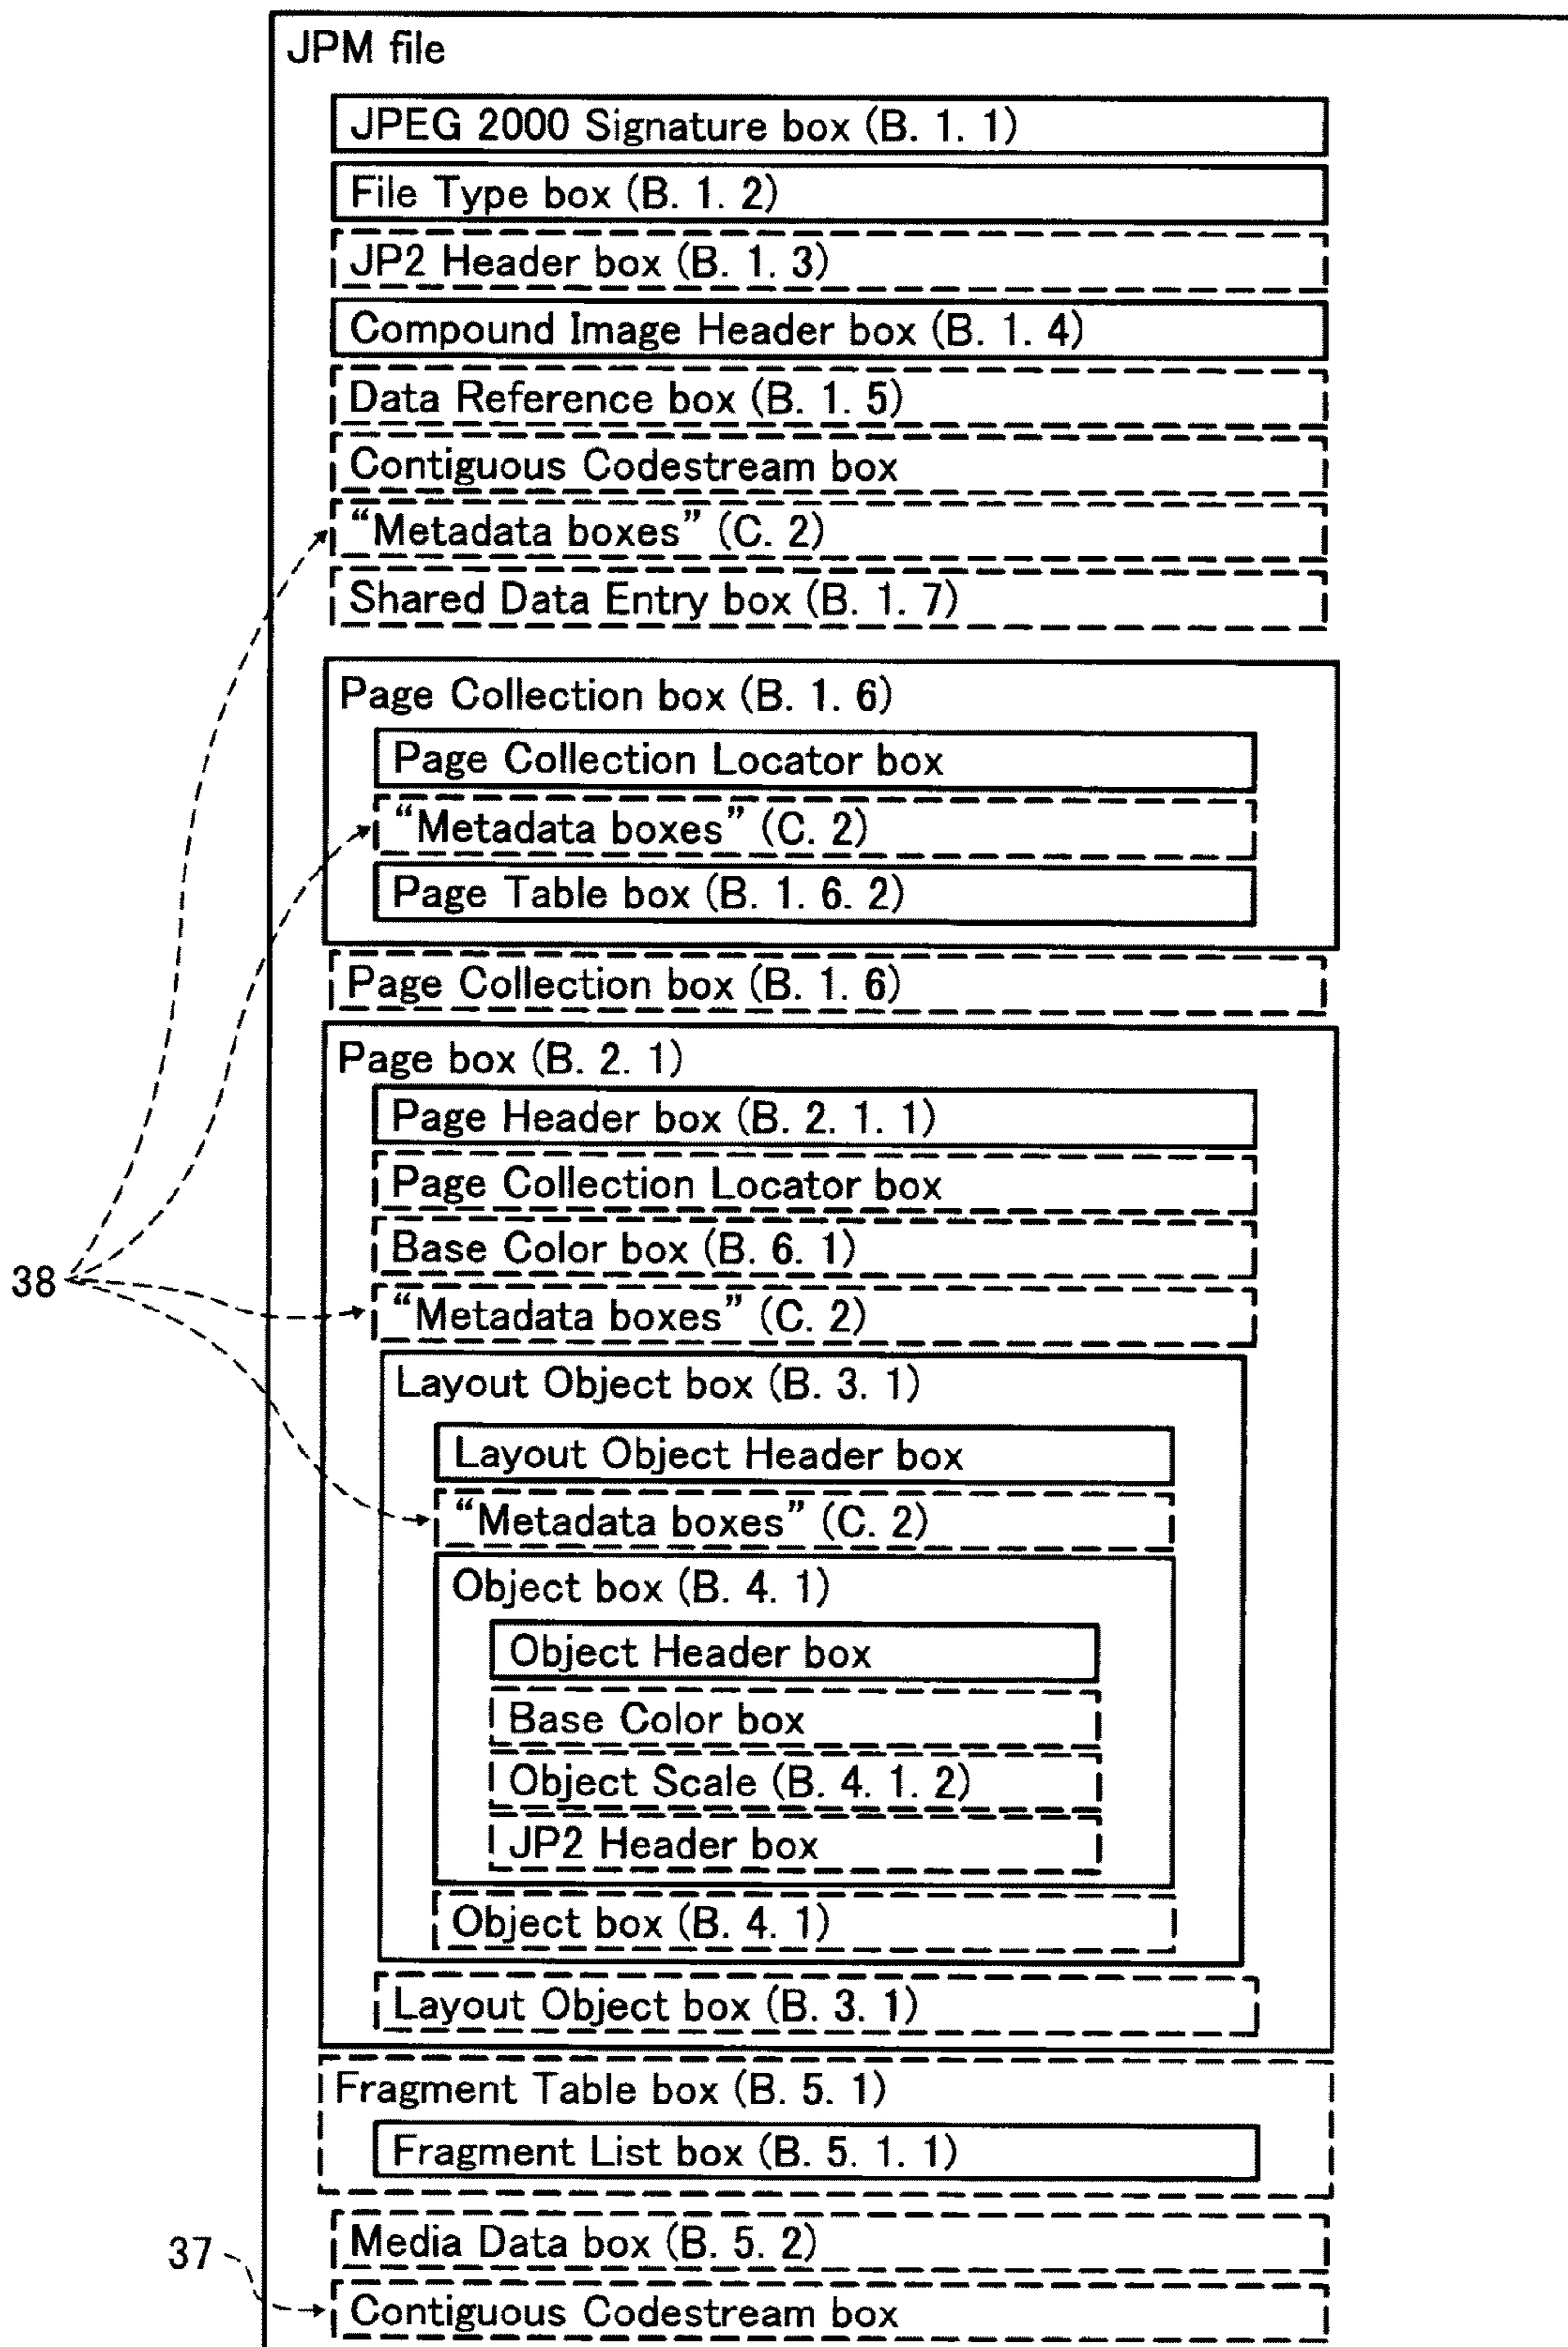 JPM file
JPEG 2000 Signature box (B. 1. 1)
File Type box (B. 1. 2)
JP2 Header box (B. 1. 3)
Compound Image Header box (B. 1. 4)
Data Reference box (B. 1. 5)
Contiguous Codestream box
“Metadata boxes” (C. 2)
Shared Data Entry box (B. 1. 7)
Page Collection box (B. 1. 6)
Page Collection Locator box
“Metadata boxes” (C. 2)
Page Table box (B. 1. 6. 2)
Page Collection box (B. 1. 6)
Page box (B. 2. 1)
Page Header box (B. 2. 1. 1)
Page Collection Locator box
Base Color box (B. 6. 1)
38
“Metadata boxes” (C. 2)
Layout Object box (B. 3. 1)
Layout Object Header box
“Metadata boxes” (C. 2)
Object box (B. 4. 1)
Object Header box
Base Color box
Object Scale (B. 4. 1. 2)
JP2 Header box
Object box (B. 4. 1)
Layout Object box (B. 3. 1)
Fragment Table box (B. 5. 1)
Fragment List box (B. 5. 1. 1)
Media Data box (B. 5. 2)
37
Contiguous Codestream box